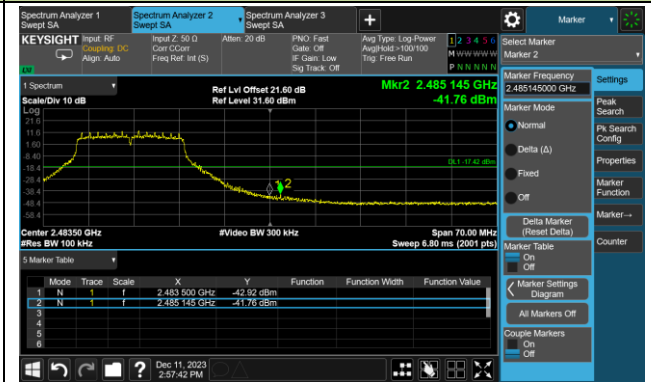 Spectrum Analyzer 1
Swept SA
Spectrum Analyzer 2
Swept SA
Spectrum Analyzer 3
Swept SA
+
Marker
KEYSIGHT
Input: RF
Coupling: DC
Align: Auto
Input Z: 50 Ω
Corr CCorr
Freq Ref: Int (S)
Atten: 20 dB
PNO: Fast
Gate: Off
IF Gain: Low
Sig Track: Off
Avg Type: Log-Power
Avg|Hold:>100/100
Trig: Free Run
1 2 3 4 5 6
M W W W W W
P N N N N N
Select Marker
Marker 2
1 Spectrum
Scale/Div 10 dB
Log
Ref Lvl Offset 21.60 dB
Ref Level 31.60 dBm
Mkr2 2.485 145 GHz
-41.76 dBm
21.6
11.6
1.60
-8.40
-18.4
-28.4
-38.4
-48.4
-58.4
DL1 -17.42 dBm
2
Center 2.48350 GHz
#Res BW 100 kHz
#Video BW 300 kHz
Span 70.00 MHz
Sweep 6.80 ms (2001 pts)
5 Marker Table
Mode Trace Scale X Y Function Function Width Function Value
1 N 1 f 2.483 500 GHz -42.92 dBm
2 N 1 f 2.485 145 GHz -41.76 dBm
3
4
5
6
Marker Frequency
2.485145000 GHz
Marker Mode
Normal
Delta (Δ)
Fixed
Off
Delta Marker
(Reset Delta)
Marker Table
On
Off
Marker Settings
Diagram
All Markers Off
Couple Markers
On
Off
Settings
Peak
Search
Pk Search
Config
Properties
Marker
Function
Marker→
Counter
?
Dec 11, 2023
2:57:42 PM